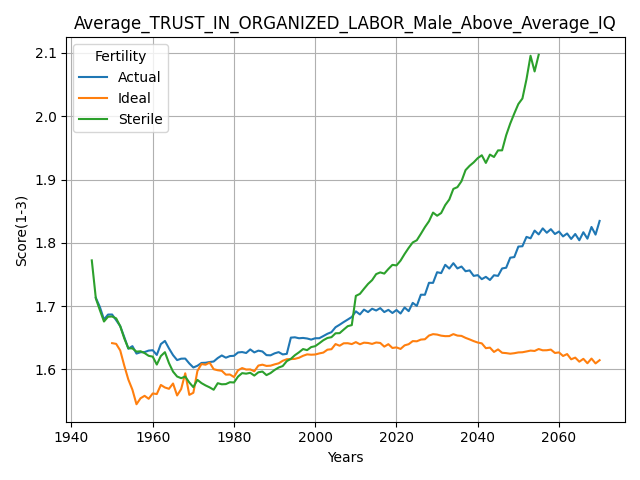 Average_TRUST_IN_ORGANIZED_LABOR_Male_Above_Average_IQ
Fertility
Actual
Ideal
Sterile
Score(1-3)
2.1
2.0
1.9
1.8
1.7
1.6
1940 1960 1980 2000 2020 2040 2060
Years